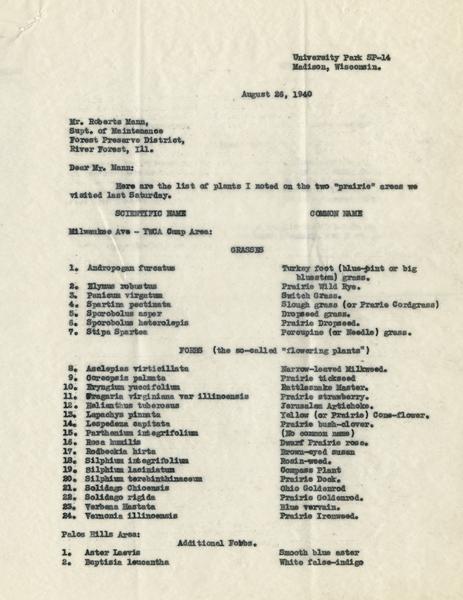 University Park SP-14
Madison, Wisconsin.
August 26, 1940
Mr. Roberts Mann,
Supt. of Maintenance
Forest Preserve District,
River Forest, Ill.
Dear Mr. Mann:
Here are the list of plants I noted on the two "prairie" areas we
visited last Saturday.
SCIENTIFIC NAME COMMON NAME
Milwaukee Ave - YWCA Camp Area:
GRASSES
1. Andropogan furcatus Turkey foot (blue-pint or big
bluestem) grass.
2. Elymus robustus Prairie Wild Rye.
3. Panicum virgatum Switch Grass.
4. Spartina pectinata Slough grass (or Prarie Cordgrass)
5. Sporobolus asper Dropseed grass.
6. Sporobolus heterolepis Prairie Dropseed.
7. Stipa Spartea Porcupine (or Needle) grass.
FORBS (the so-called "flowering plants")
8. Asclepias virticillata Narrow-leaved Milkweed.
9. Coreopsis palmata Prairie tickseed
10. Eryngium yuccifolium Rattlesnake Master.
11. Fragaria virginiana var illinoensis Prairie strawberry.
12. Helianthus tuberosus Jerusalem Artichoke.
13. Lepachys pinnata Yellow (or Prairie) Cone-flower.
14. Lespedeza capitata Prairie bush-clover.
15. Parthenium integrifolium (No common name)
16. Rosa humilis Dwarf Prairie rose.
17. Rudbeckia hirta Brown-eyed susan
18. Silphium integrifolium Rosin-weed.
19. Silphium laciniatum Compass Plant
20. Silphium terebinthinaceum Prairie Dock.
21. Solidago Ohioensis Ohio Goldenrod
22. Solidago rigida Prairie Goldenrod.
23. Verbena Hastata Blue vervain.
24. Vernonia illinoensis Prairie Ironweed.
Palos Hills Area:
Additional Forbs.
1. Aster Laevis Smooth blue aster
2. Baptisia leucantha White false-indigo